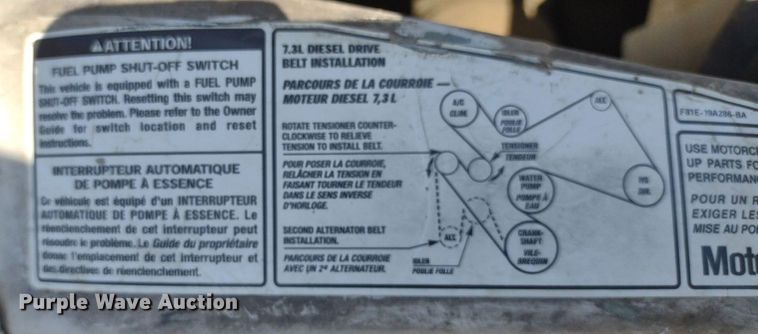 ⚠ATTENTION!
FUEL PUMP SHUT-OFF SWITCH
This vehicle is equipped with a FUEL PUMP
SHUT-OFF SWITCH. Resetting this switch may
resolve the problem. Please refer to the Owner
Guide for switch location and reset
instructions.
INTERRUPTEUR AUTOMATIQUE
DE POMPE À ESSENCE
Ce véhicule est équipé d'un INTERRUPTEUR
AUTOMATIQUE DE POMPE À ESSENCE. Le
réenclenchement de cet interrupteur peut
résoudre le problème. Le Guide du propriétaire
donne l'emplacement de cet interrupteur et
des directives de réenclenchement.
7.3L DIESEL DRIVE
BELT INSTALLATION
PARCOURS DE LA COURROIE —
MOTEUR DIESEL 7,3 L
ROTATE TENSIONER COUNTER-
CLOCKWISE TO RELIEVE
TENSION TO INSTALL BELT.
POUR POSER LA COURROIE,
RELÂCHER LA TENSION EN
FAISANT TOURNER LE TENDEUR
DANS LE SENS INVERSE
D'HORLOGE.
SECOND ALTERNATOR BELT
INSTALLATION.
PARCOURS DE LA COURROIE
AVEC UN 2e ALTERNATEUR.
A/C
CLIM.
IDLER
POULIE
FOLLE
ALT.
TENSIONER
TENDEUR
WATER
PUMP
POMPE À
EAU
P/S
DIR.
ALT.
IDLER
POULIE FOLLE
CRANK-
SHAFT
VILE-
BREQUIN
F81E-19A286-BA
USE MOTORC
UP PARTS FO
PERFORMAN
POUR UN R
EXIGER LES
MISE AU PO
Mot
Purple Wave Auction